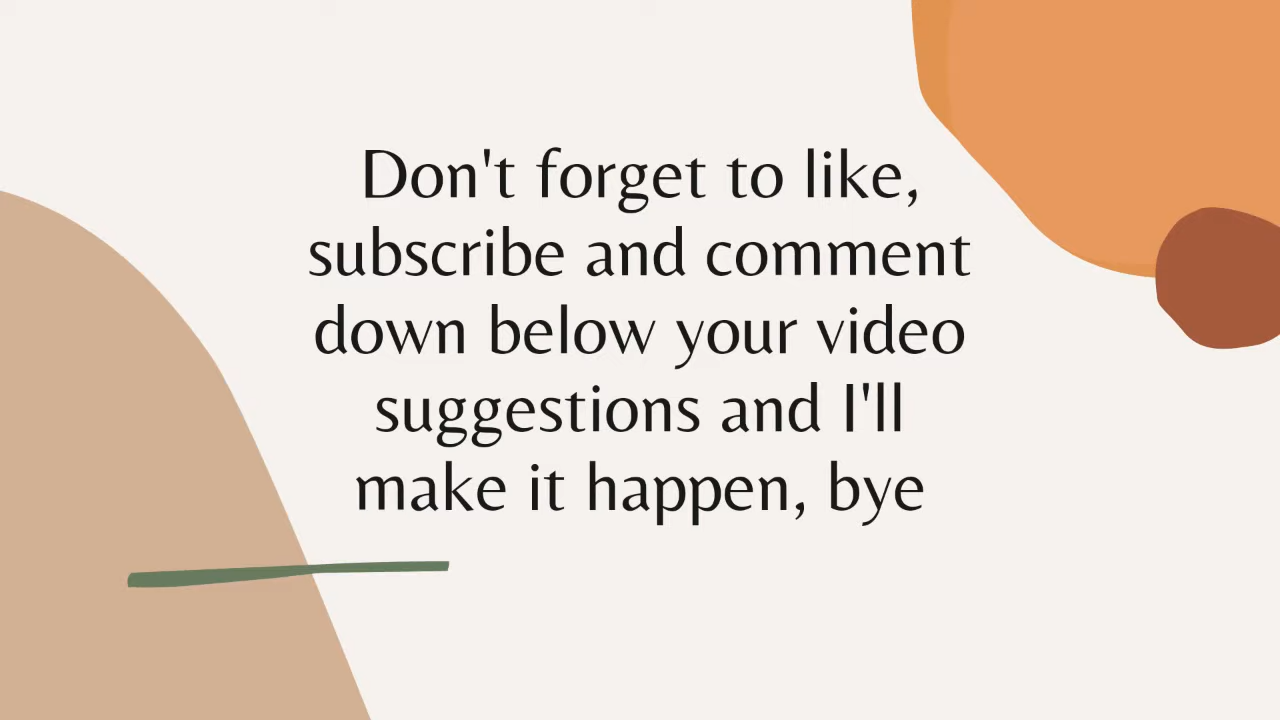 Don't forget to like,
subscribe and comment
down below your video
suggestions and I'll
make it happen, bye